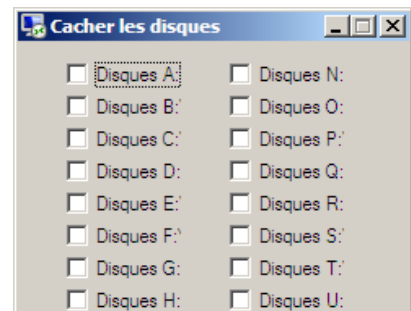 Cacher les disques
Disques A: Disques N:
Disques B:' Disques O:
Disques C:' Disques P:'
Disques D: Disques Q:
Disques E:' Disques R:
Disques F:' Disques S:'
Disques G: Disques T:'
Disques H: Disques U: